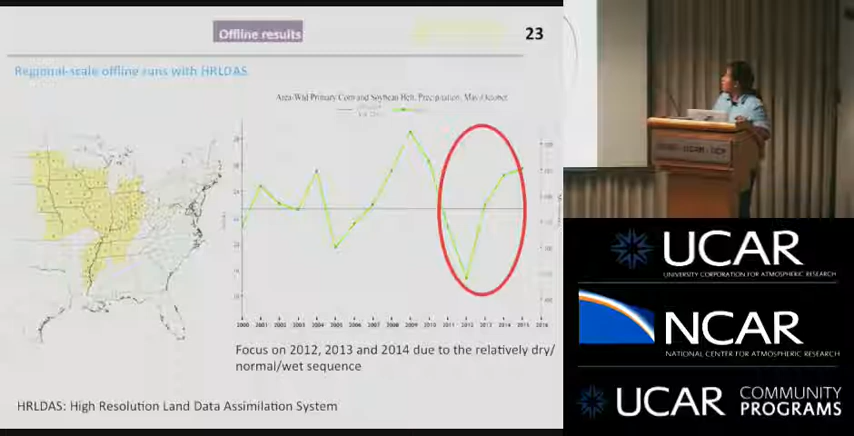 Offline results
23
Regional-scale offline runs with HRLDAS
Area-Wtd Primary Corn and Soybean Belt, Precipitation, May-October
2000 2001 2002 2003 2004 2005 2006 2007 2008 2009 2010 2011 2012 2013 2014 2015 2016
Focus on 2012, 2013 and 2014 due to the relatively dry/
normal/wet sequence
HRLDAS: High Resolution Land Data Assimilation System
UCAR
UNIVERSITY CORPORATION FOR ATMOSPHERIC RESEARCH
NCAR
NATIONAL CENTER FOR ATMOSPHERIC RESEARCH
UCAR COMMUNITY
PROGRAMS